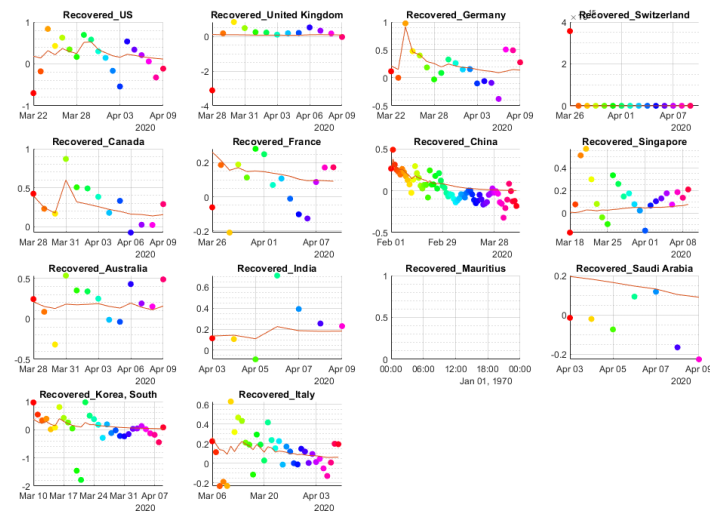 Recovered_US
1
0
-1
Mar 22
Apr 03
Apr 09
2020
Recovered_United Kingdom
0
-2
-4
Mar 28
Mar 31
Apr 03
Apr 06
Apr 09
2020
Recovered_Germany
1
0.5
0
-0.5
Mar 22
Apr 03
Apr 09
2020
Recovered_Switzerland
4
2
0
Mar 26
Apr 01
Apr 07
2020
Recovered_Canada
1
0.5
0
Mar 28
Mar 31
Apr 03
Apr 06
Apr 09
2020
Recovered_France
0.2
0
-0.2
Mar 26
Apr 01
Apr 07
2020
Recovered_China
0.5
0
-0.5
Feb 01
Feb 29
Mar 28
2020
Recovered_Singapore
0.4
0.2
0
Mar 18
Mar 25
Apr 01
Apr 08
2020
Recovered_Australia
0.5
0
-0.5
Mar 28
Mar 31
Apr 03
Apr 06
Apr 09
2020
Recovered_India
0.6
0.4
0.2
0
Apr 03
Apr 05
Apr 07
Apr 09
2020
Recovered_Mauritius
1
0
00:00
06:00
12:00
18:00
00:00
Jan 01, 1970
Recovered_Saudi Arabia
0.2
0
-0.2
Apr 03
Apr 05
Apr 07
Apr 09
2020
Recovered_Korea, South
1
0
-1
-2
Mar 10
Mar 17
Mar 24
Mar 31
Apr 07
2020
Recovered_Italy
0.6
0.4
0.2
0
-0.2
Mar 06
Mar 20
Apr 03
2020